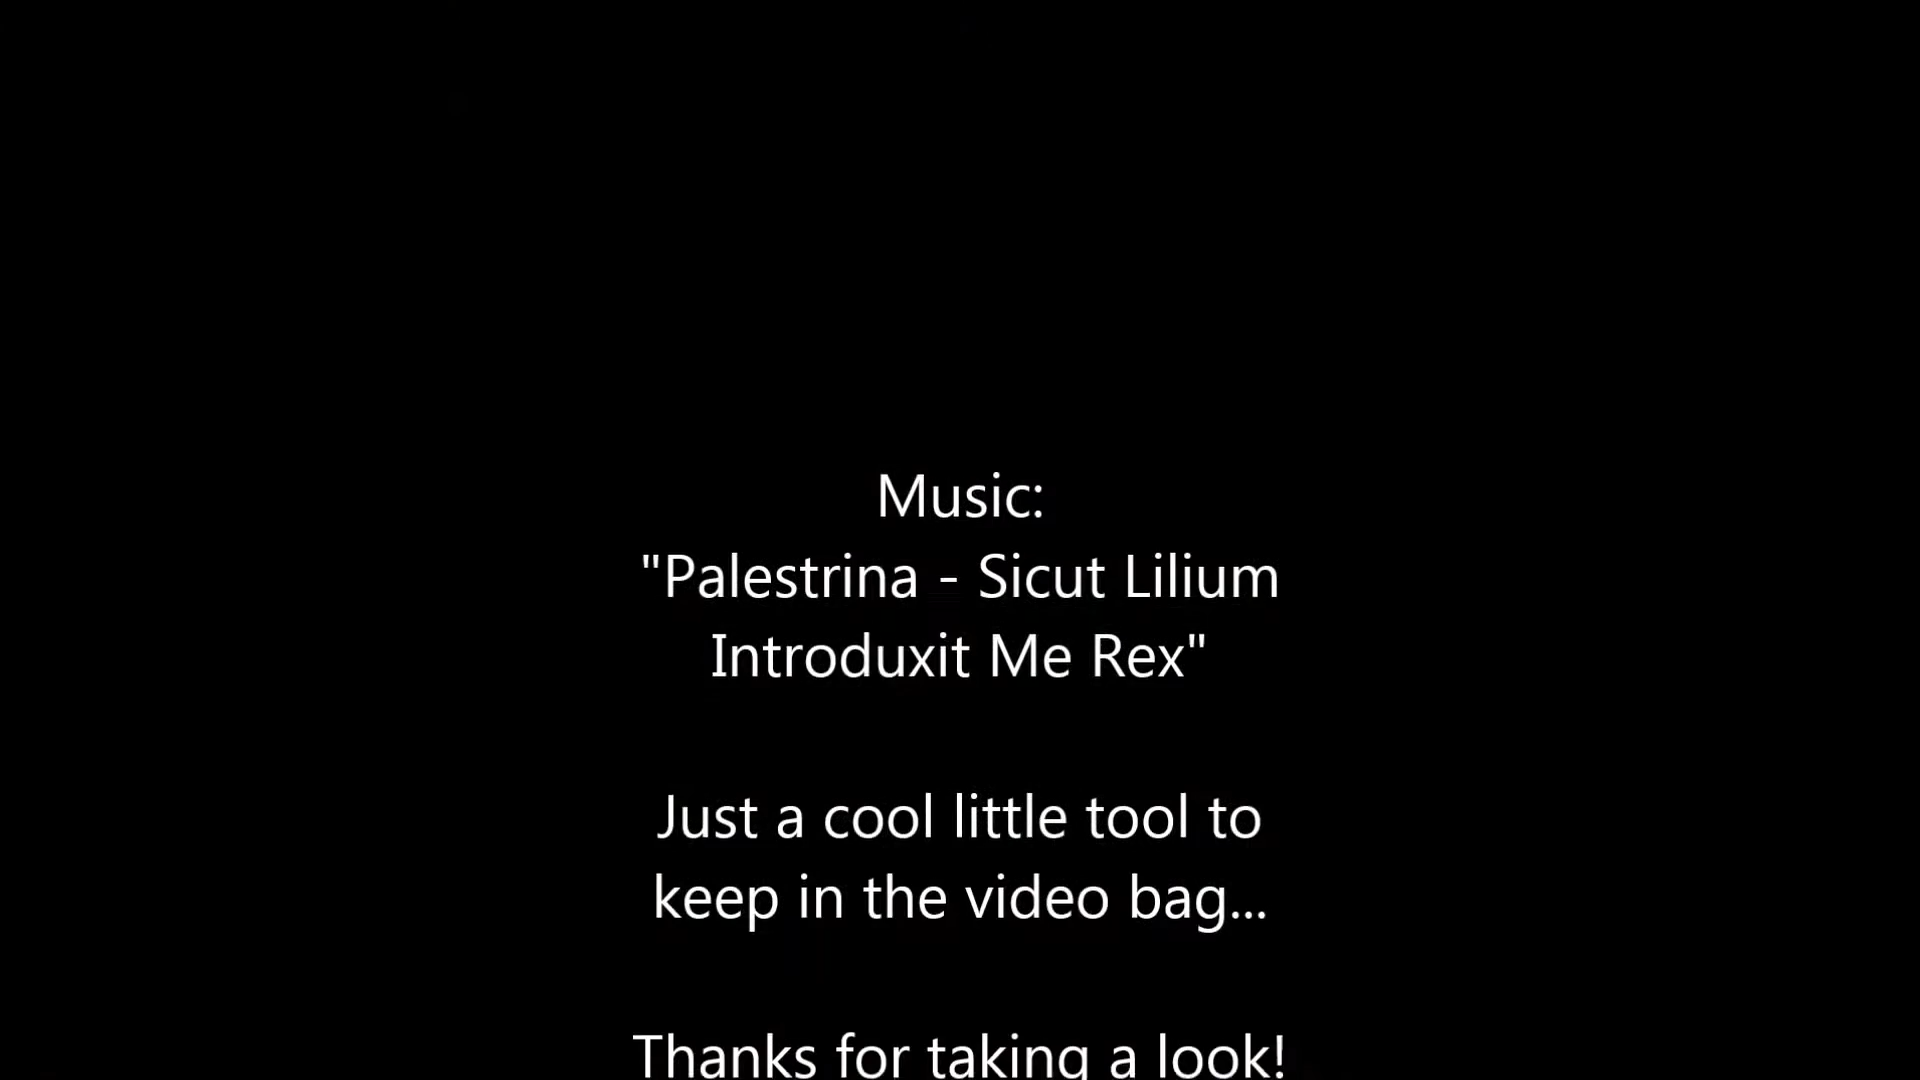 Music:
"Palestrina - Sicut Lilium
Introduxit Me Rex"
Just a cool little tool to
keep in the video bag...
Thanks for taking a look!